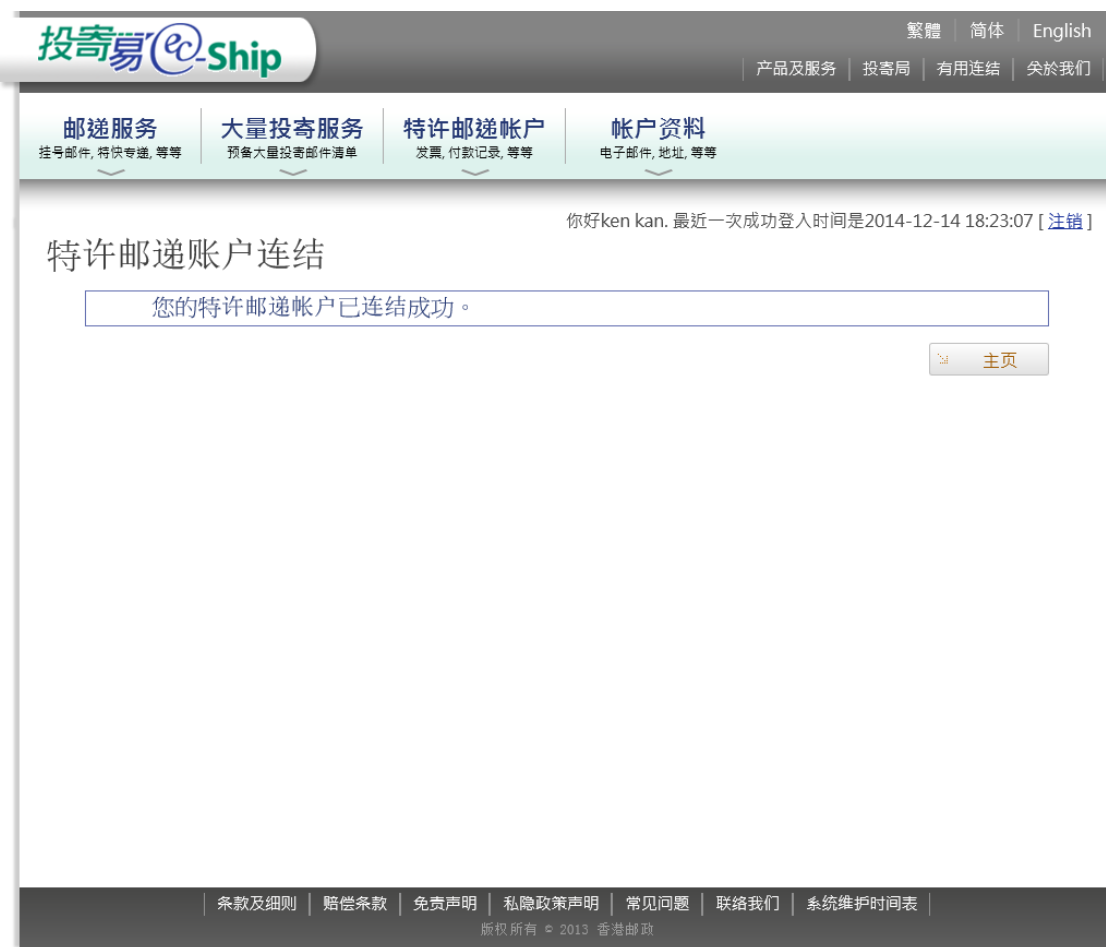 投寄易 ec-Ship
繁體 简体 English
产品及服务 投寄局 有用连结 关於我们
邮递服务 大量投寄服务 特许邮递帐户 帐户资料
挂号邮件, 特快专递, 等等 预备大量投寄邮件清单 发票, 付款记录, 等等 电子邮件, 地址, 等等
你好ken kan. 最近一次成功登入时间是2014-12-14 18:23:07 [ 注销 ]
特许邮递账户连结
您的特许邮递帐户已连结成功。
主页
条款及细则 赔偿条款 免责声明 私隐政策声明 常见问题 联络我们 系统维护时间表
版权所有 © 2013 香港邮政